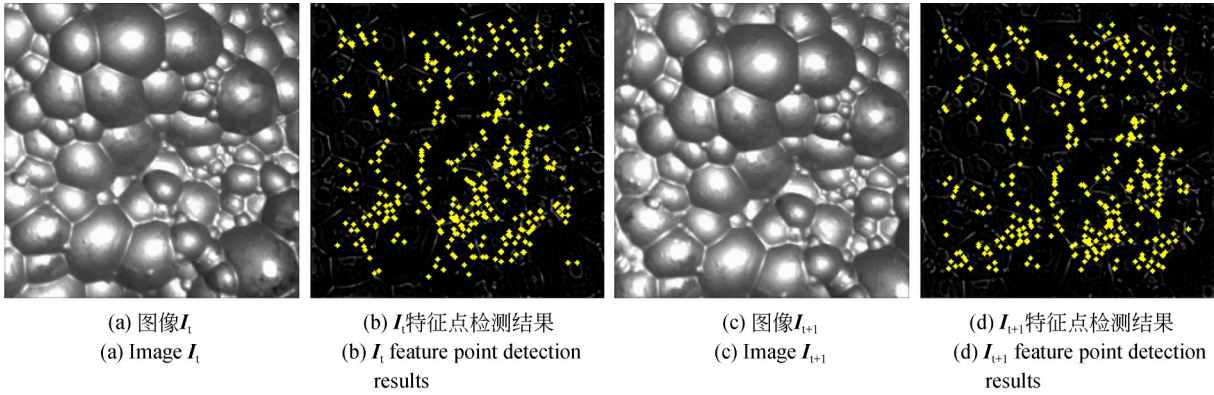 (a) 图像It
(a) Image It
(b) It特征点检测结果
(b) It feature point detection
results
(c) 图像It+1
(c) Image It+1
(d) It+1特征点检测结果
(d) It+1 feature point detection
results